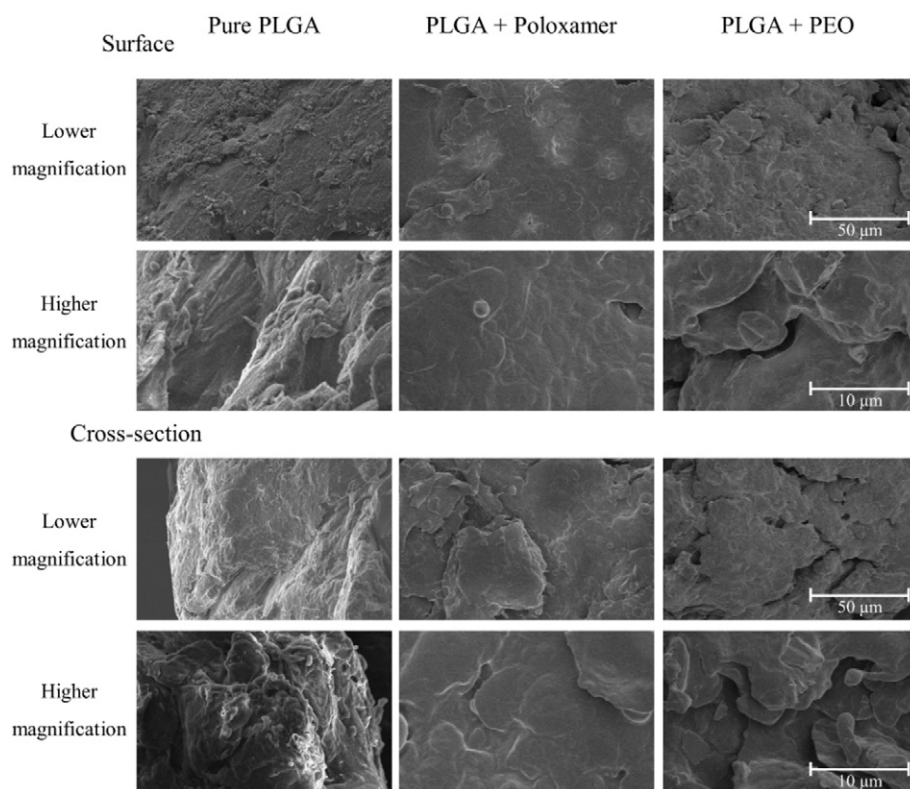 Surface
Pure PLGA
PLGA + Poloxamer
PLGA + PEO
Lower
magnification
50 μm
Higher
magnification
10 μm
Cross-section
Lower
magnification
50 μm
Higher
magnification
10 μm